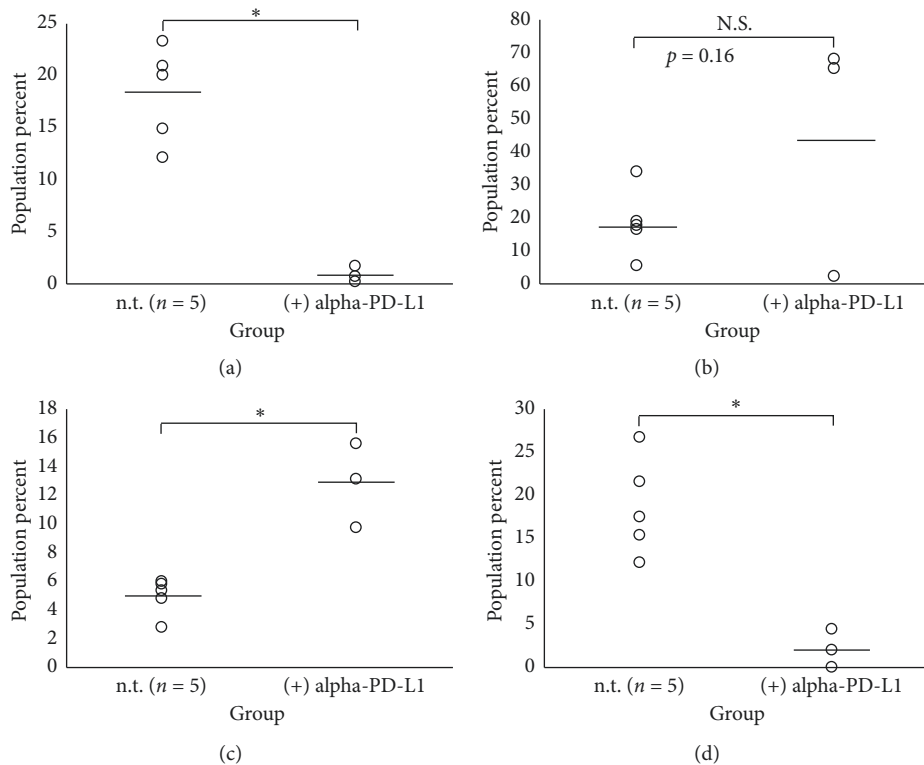 25
20
15
10
5
0
Population percent
*
n.t. (n = 5)
(+) alpha-PD-L1
Group
(a)
80
70
60
50
40
30
20
10
0
Population percent
N.S.
p = 0.16
n.t. (n = 5)
(+) alpha-PD-L1
Group
(b)
18
16
14
12
10
8
6
4
2
0
Population percent
*
n.t. (n = 5)
(+) alpha-PD-L1
Group
(c)
30
25
20
15
10
5
0
Population percent
*
n.t. (n = 5)
(+) alpha-PD-L1
Group
(d)